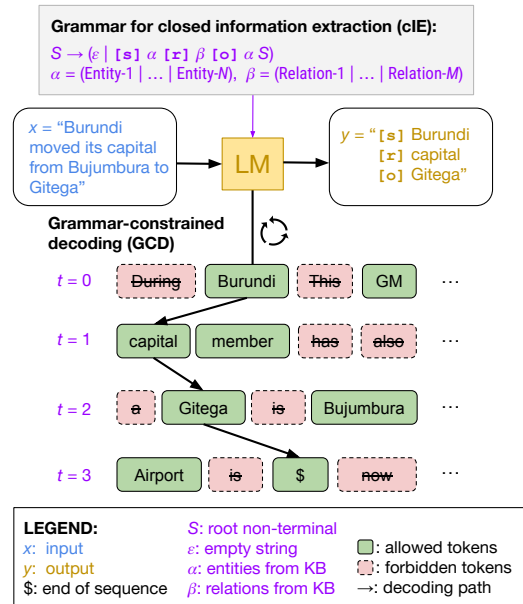 Grammar for closed information extraction (cIE):
S → (ε | [s] α [r] β [o] α S)
α = (Entity-1 | … | Entity-N), β = (Relation-1 | … | Relation-M)
x = “Burundi
moved its capital
from Bujumbura to
Gitega”
LM
y = “[s] Burundi
[r] capital
[o] Gitega”
Grammar-constrained
decoding (GCD)
t = 0 During Burundi This GM ...
t = 1 capital member has also ...
t = 2 a Gitega is Bujumbura ...
t = 3 Airport is $ now ...
LEGEND:
x: input
y: output
$: end of sequence
S: root non-terminal
ε: empty string
α: entities from KB
β: relations from KB
: allowed tokens
: forbidden tokens
→: decoding path